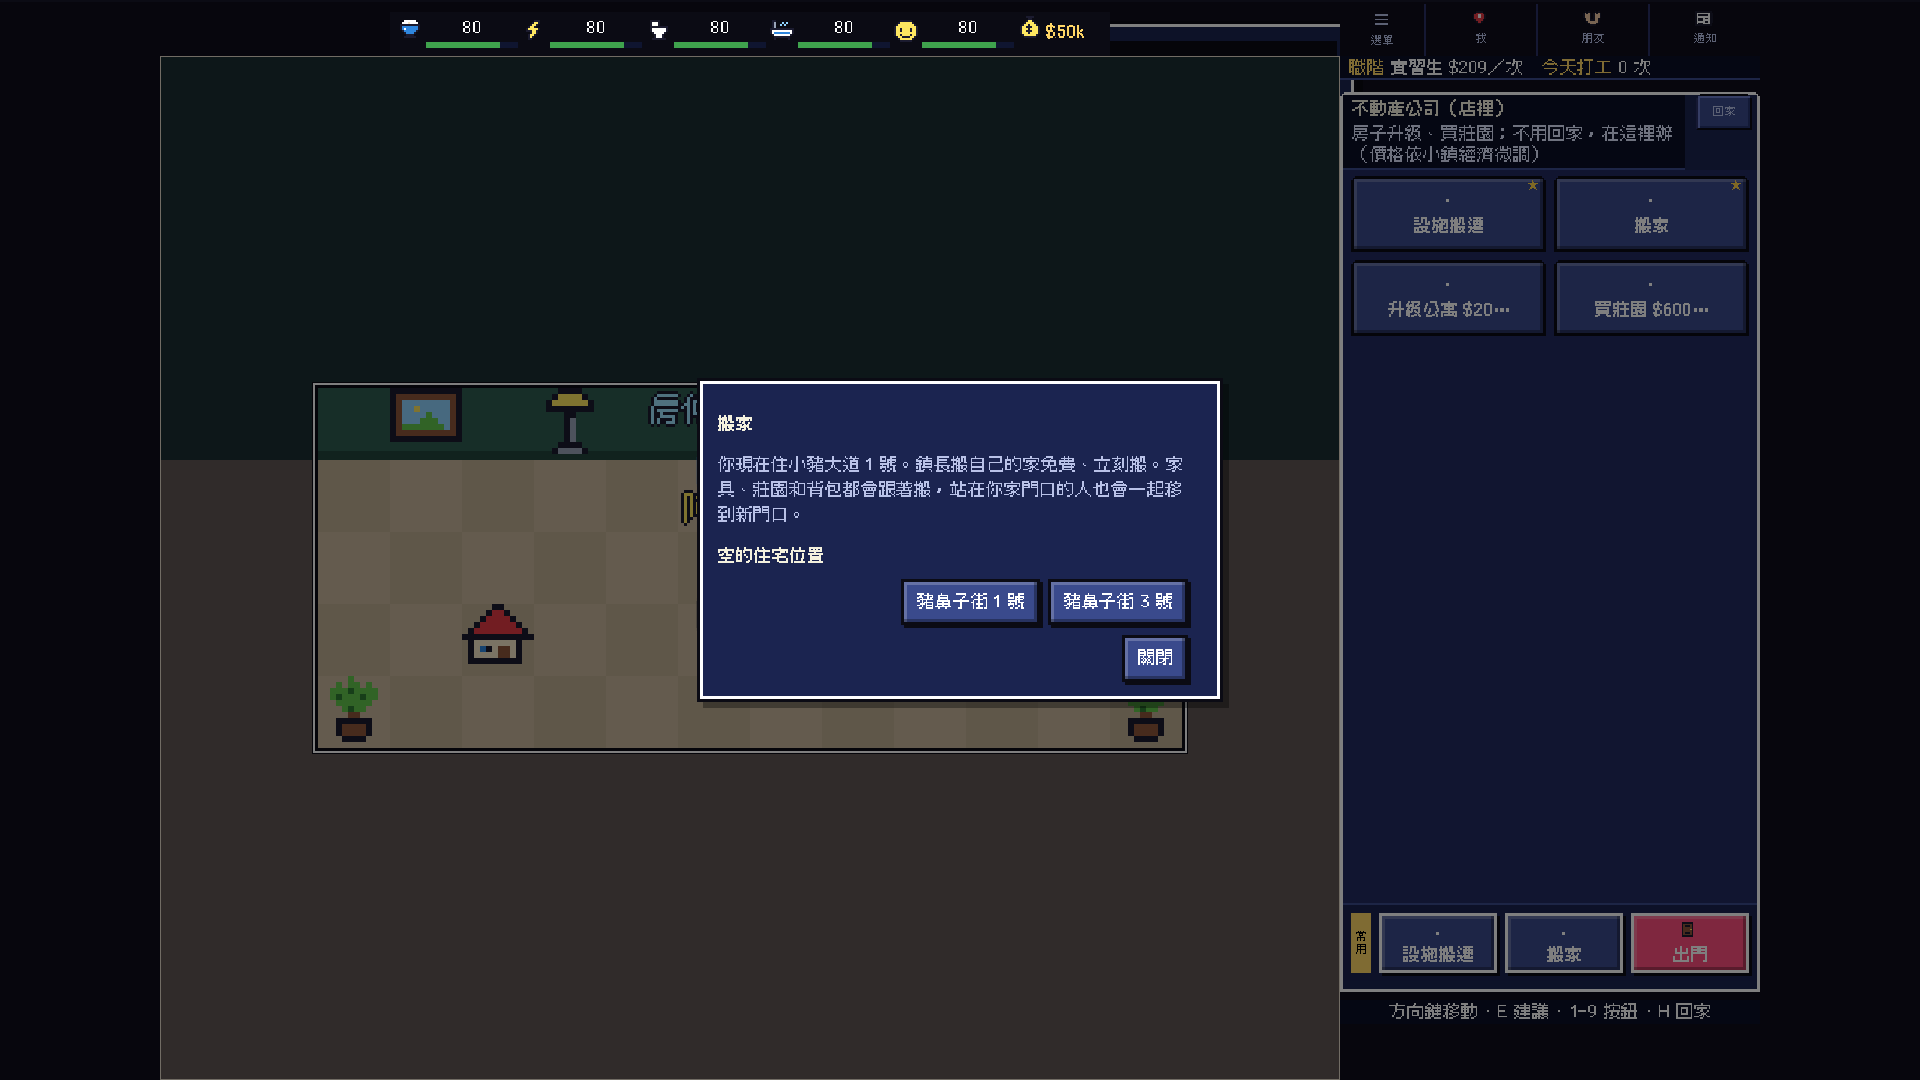 80
80
80
80
80
$50k
選單
我
朋友
通知
職階 實習生 $209／次 今天打工 0 次
不動產公司（店裡）
回家
房子升級、買莊園；不用回家，在這裡辦
（價格依小鎮經濟微調）
設施搬遷
搬家
升級公寓 $20…
買莊園 $600…
搬家
你現在住小豬大道 1 號。鎮長搬自己的家免費、立刻搬。家
具、莊園和背包都會跟著搬，站在你家門口的人也會一起移
到新門口。
空的住宅位置
豬鼻子街 1 號
豬鼻子街 3 號
關閉
常用
設施搬遷
搬家
出門
方向鍵移動 · E 建議 · 1-9 按鈕 · H 回家